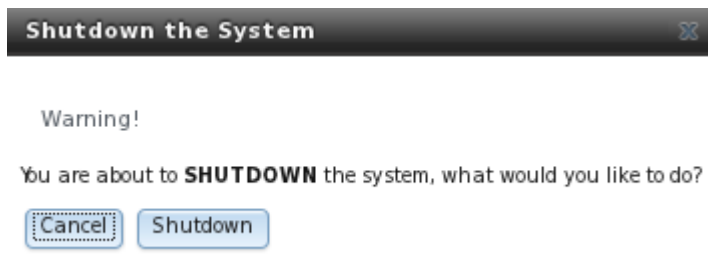 Shutdown the System
Warning!
You are about to SHUTDOWN the system, what would you like to do?
Cancel Shutdown